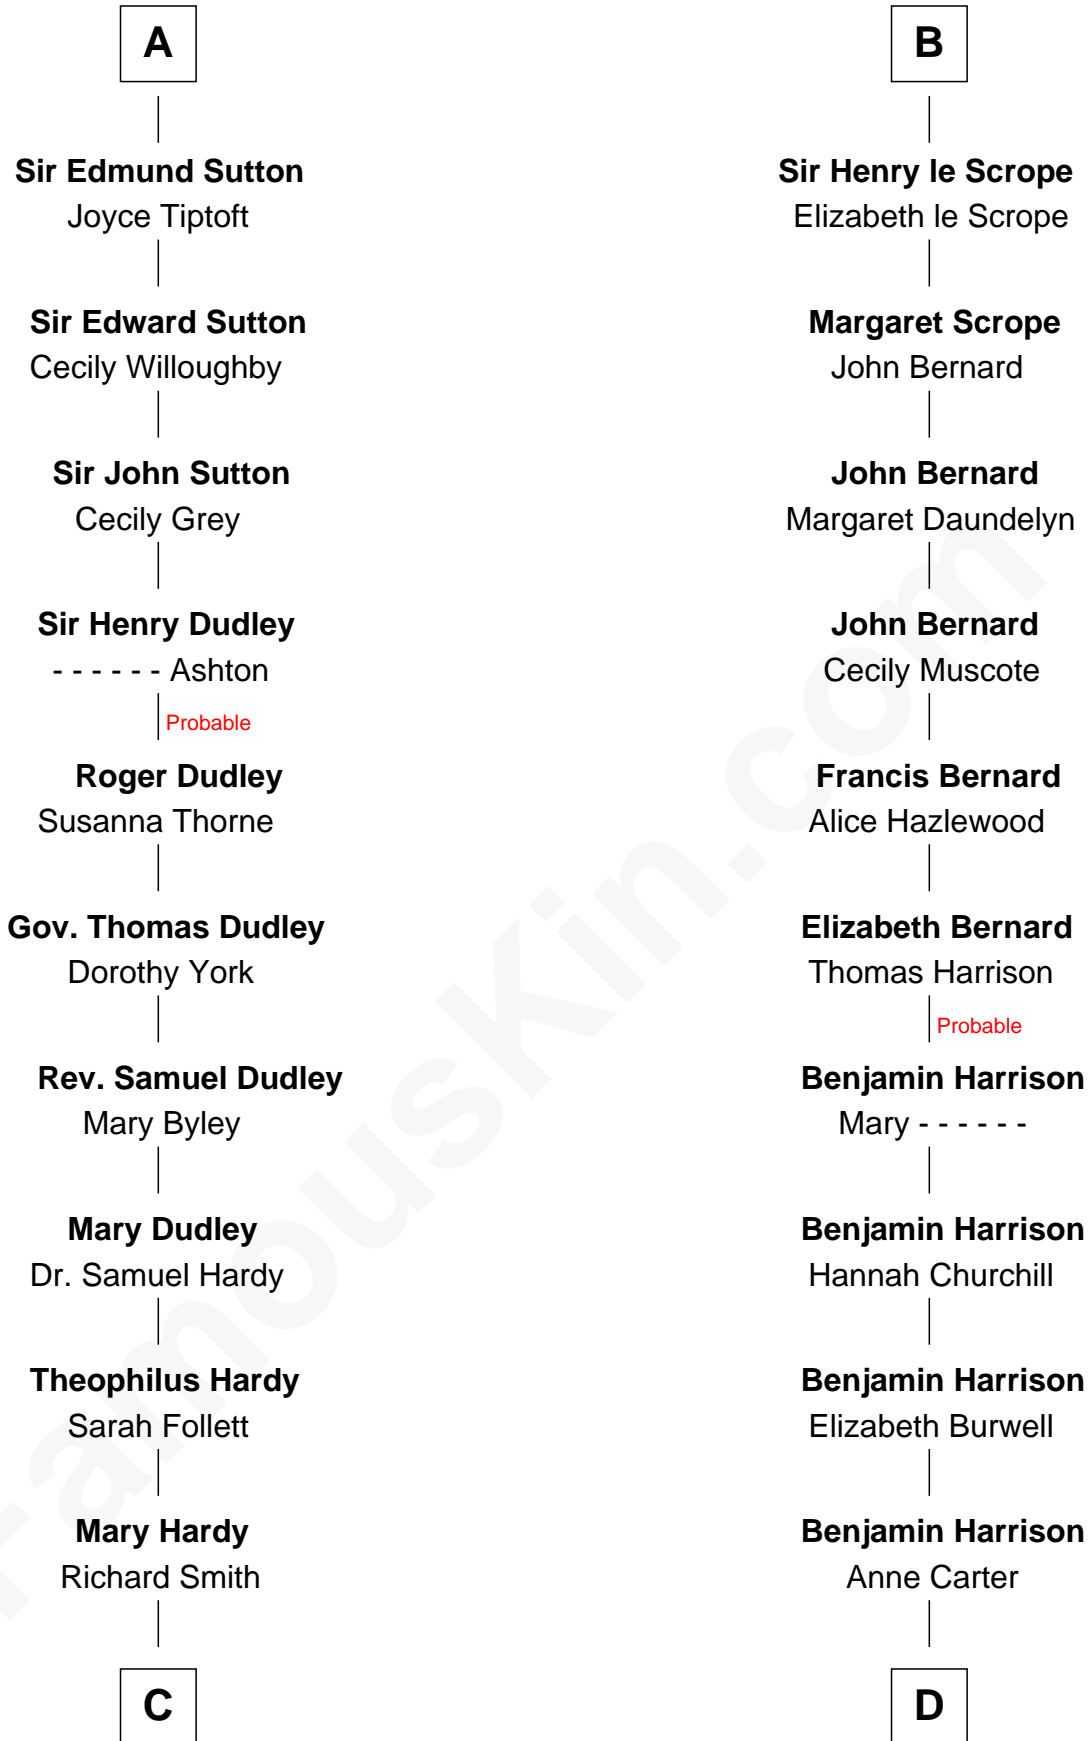 A
Sir Edmund Sutton
Joyce Tiptoft
Sir Edward Sutton
Cecily Willoughby
Sir John Sutton
Cecily Grey
Sir Henry Dudley
- - - - - - Ashton
Probable
Roger Dudley
Susanna Thorne
Gov. Thomas Dudley
Dorothy York
Rev. Samuel Dudley
Mary Byley
Mary Dudley
Dr. Samuel Hardy
Theophilus Hardy
Sarah Follett
Mary Hardy
Richard Smith
C
B
Sir Henry le Scrope
Elizabeth le Scrope
Margaret Scrope
John Bernard
John Bernard
Margaret Daundelyn
John Bernard
Cecily Muscote
Francis Bernard
Alice Hazlewood
Elizabeth Bernard
Thomas Harrison
Probable
Benjamin Harrison
Mary - - - - - -
Benjamin Harrison
Hannah Churchill
Benjamin Harrison
Elizabeth Burwell
Benjamin Harrison
Anne Carter
D
FamousKin.com